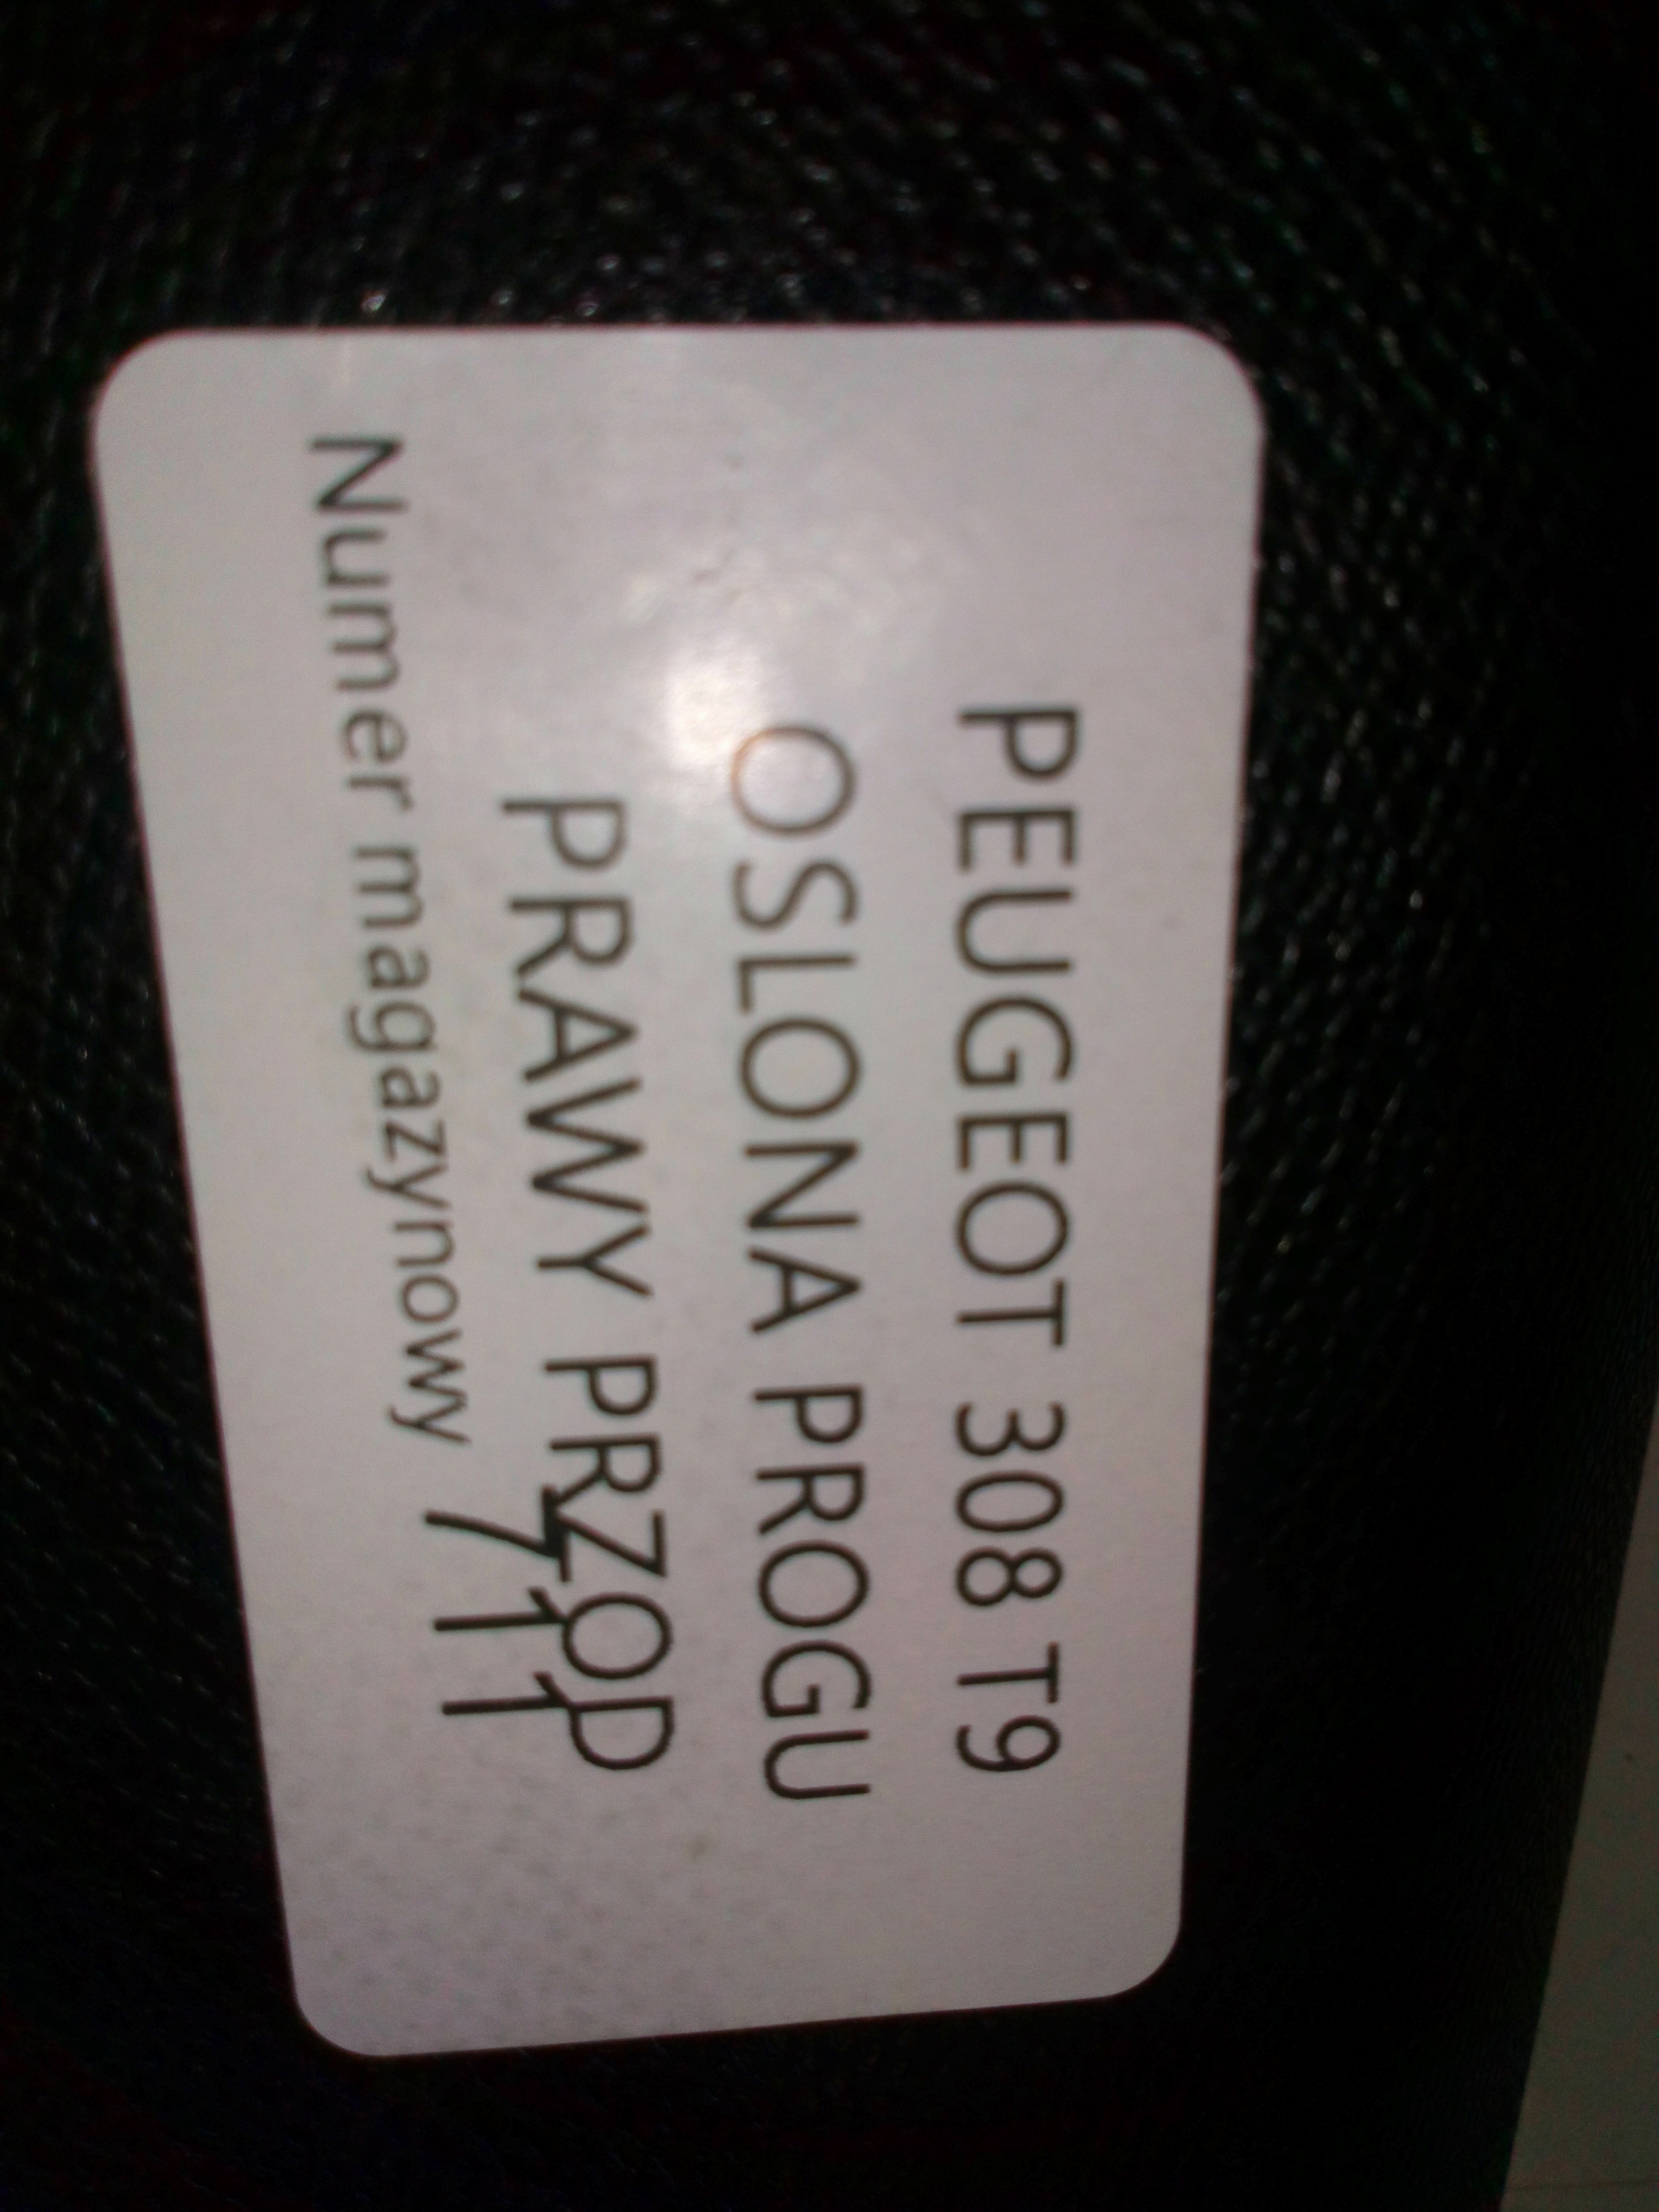 PEUGEOT 308 T9
OSLONA PROGU
PRAWY PRZOD
Numer magazynowy 711